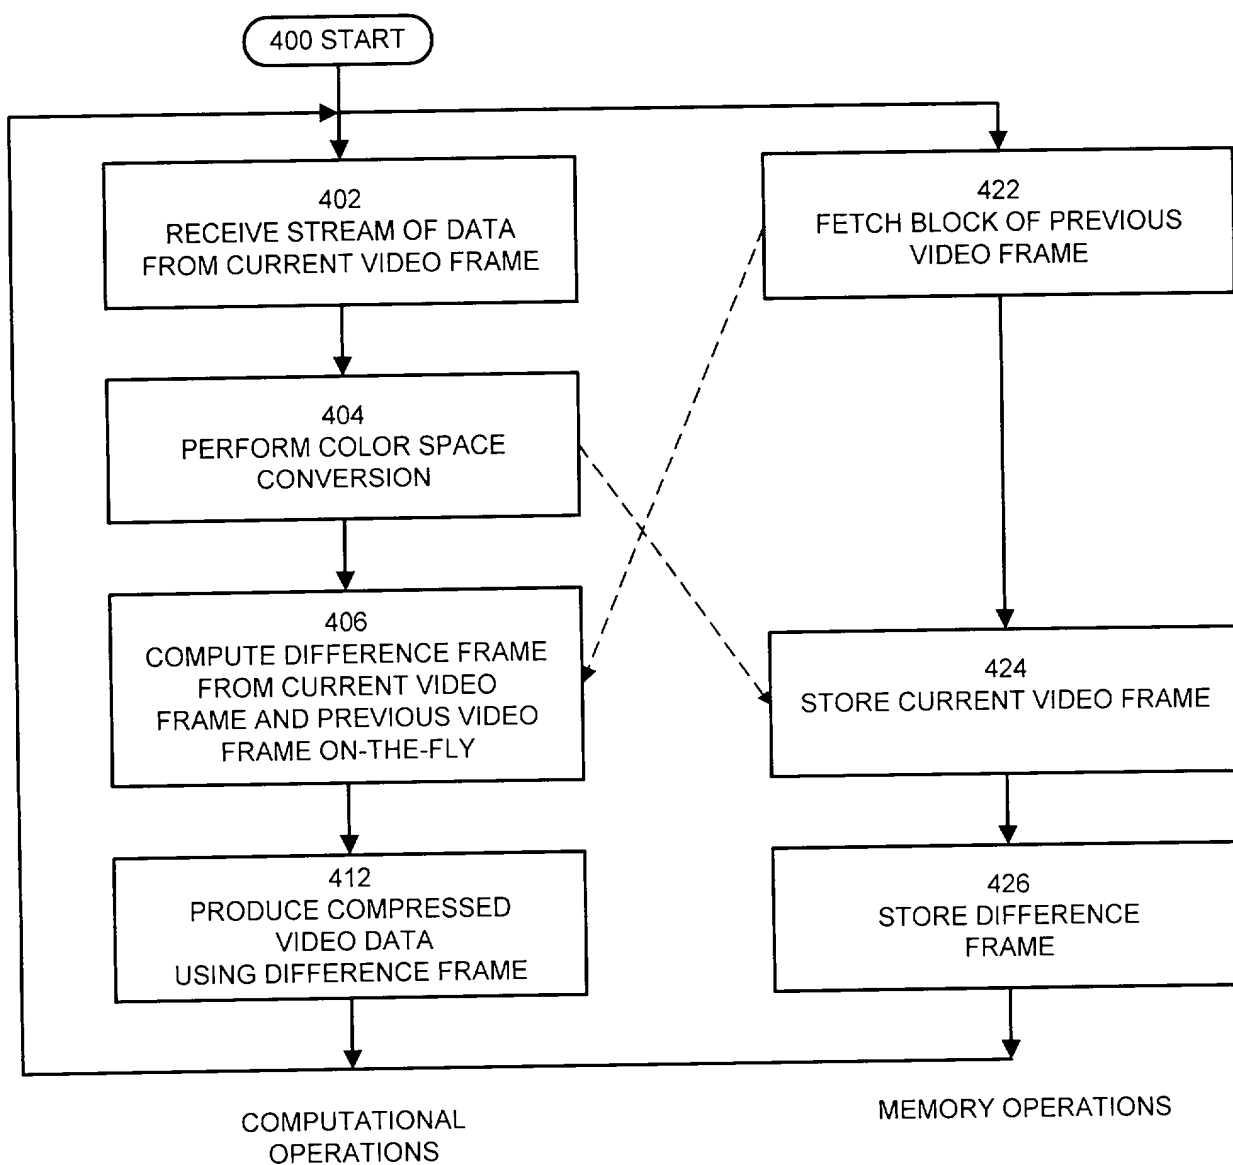 400 START
402
RECEIVE STREAM OF DATA
FROM CURRENT VIDEO FRAME
422
FETCH BLOCK OF PREVIOUS
VIDEO FRAME
404
PERFORM COLOR SPACE
CONVERSION
406
COMPUTE DIFFERENCE FRAME
FROM CURRENT VIDEO
FRAME AND PREVIOUS VIDEO
FRAME ON-THE-FLY
424
STORE CURRENT VIDEO FRAME
412
PRODUCE COMPRESSED
VIDEO DATA
USING DIFFERENCE FRAME
426
STORE DIFFERENCE
FRAME
COMPUTATIONAL
OPERATIONS
MEMORY OPERATIONS